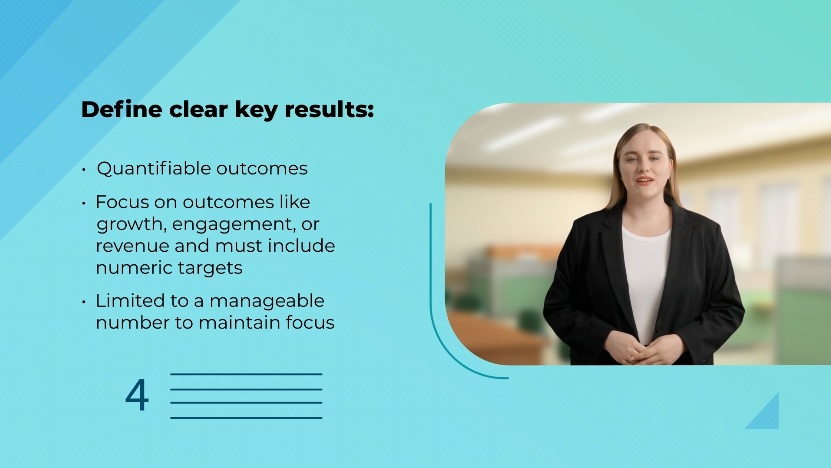 Define clear key results:
• Quantifiable outcomes
• Focus on outcomes like
growth, engagement, or
revenue and must include
numeric targets
• Limited to a manageable
number to maintain focus
4